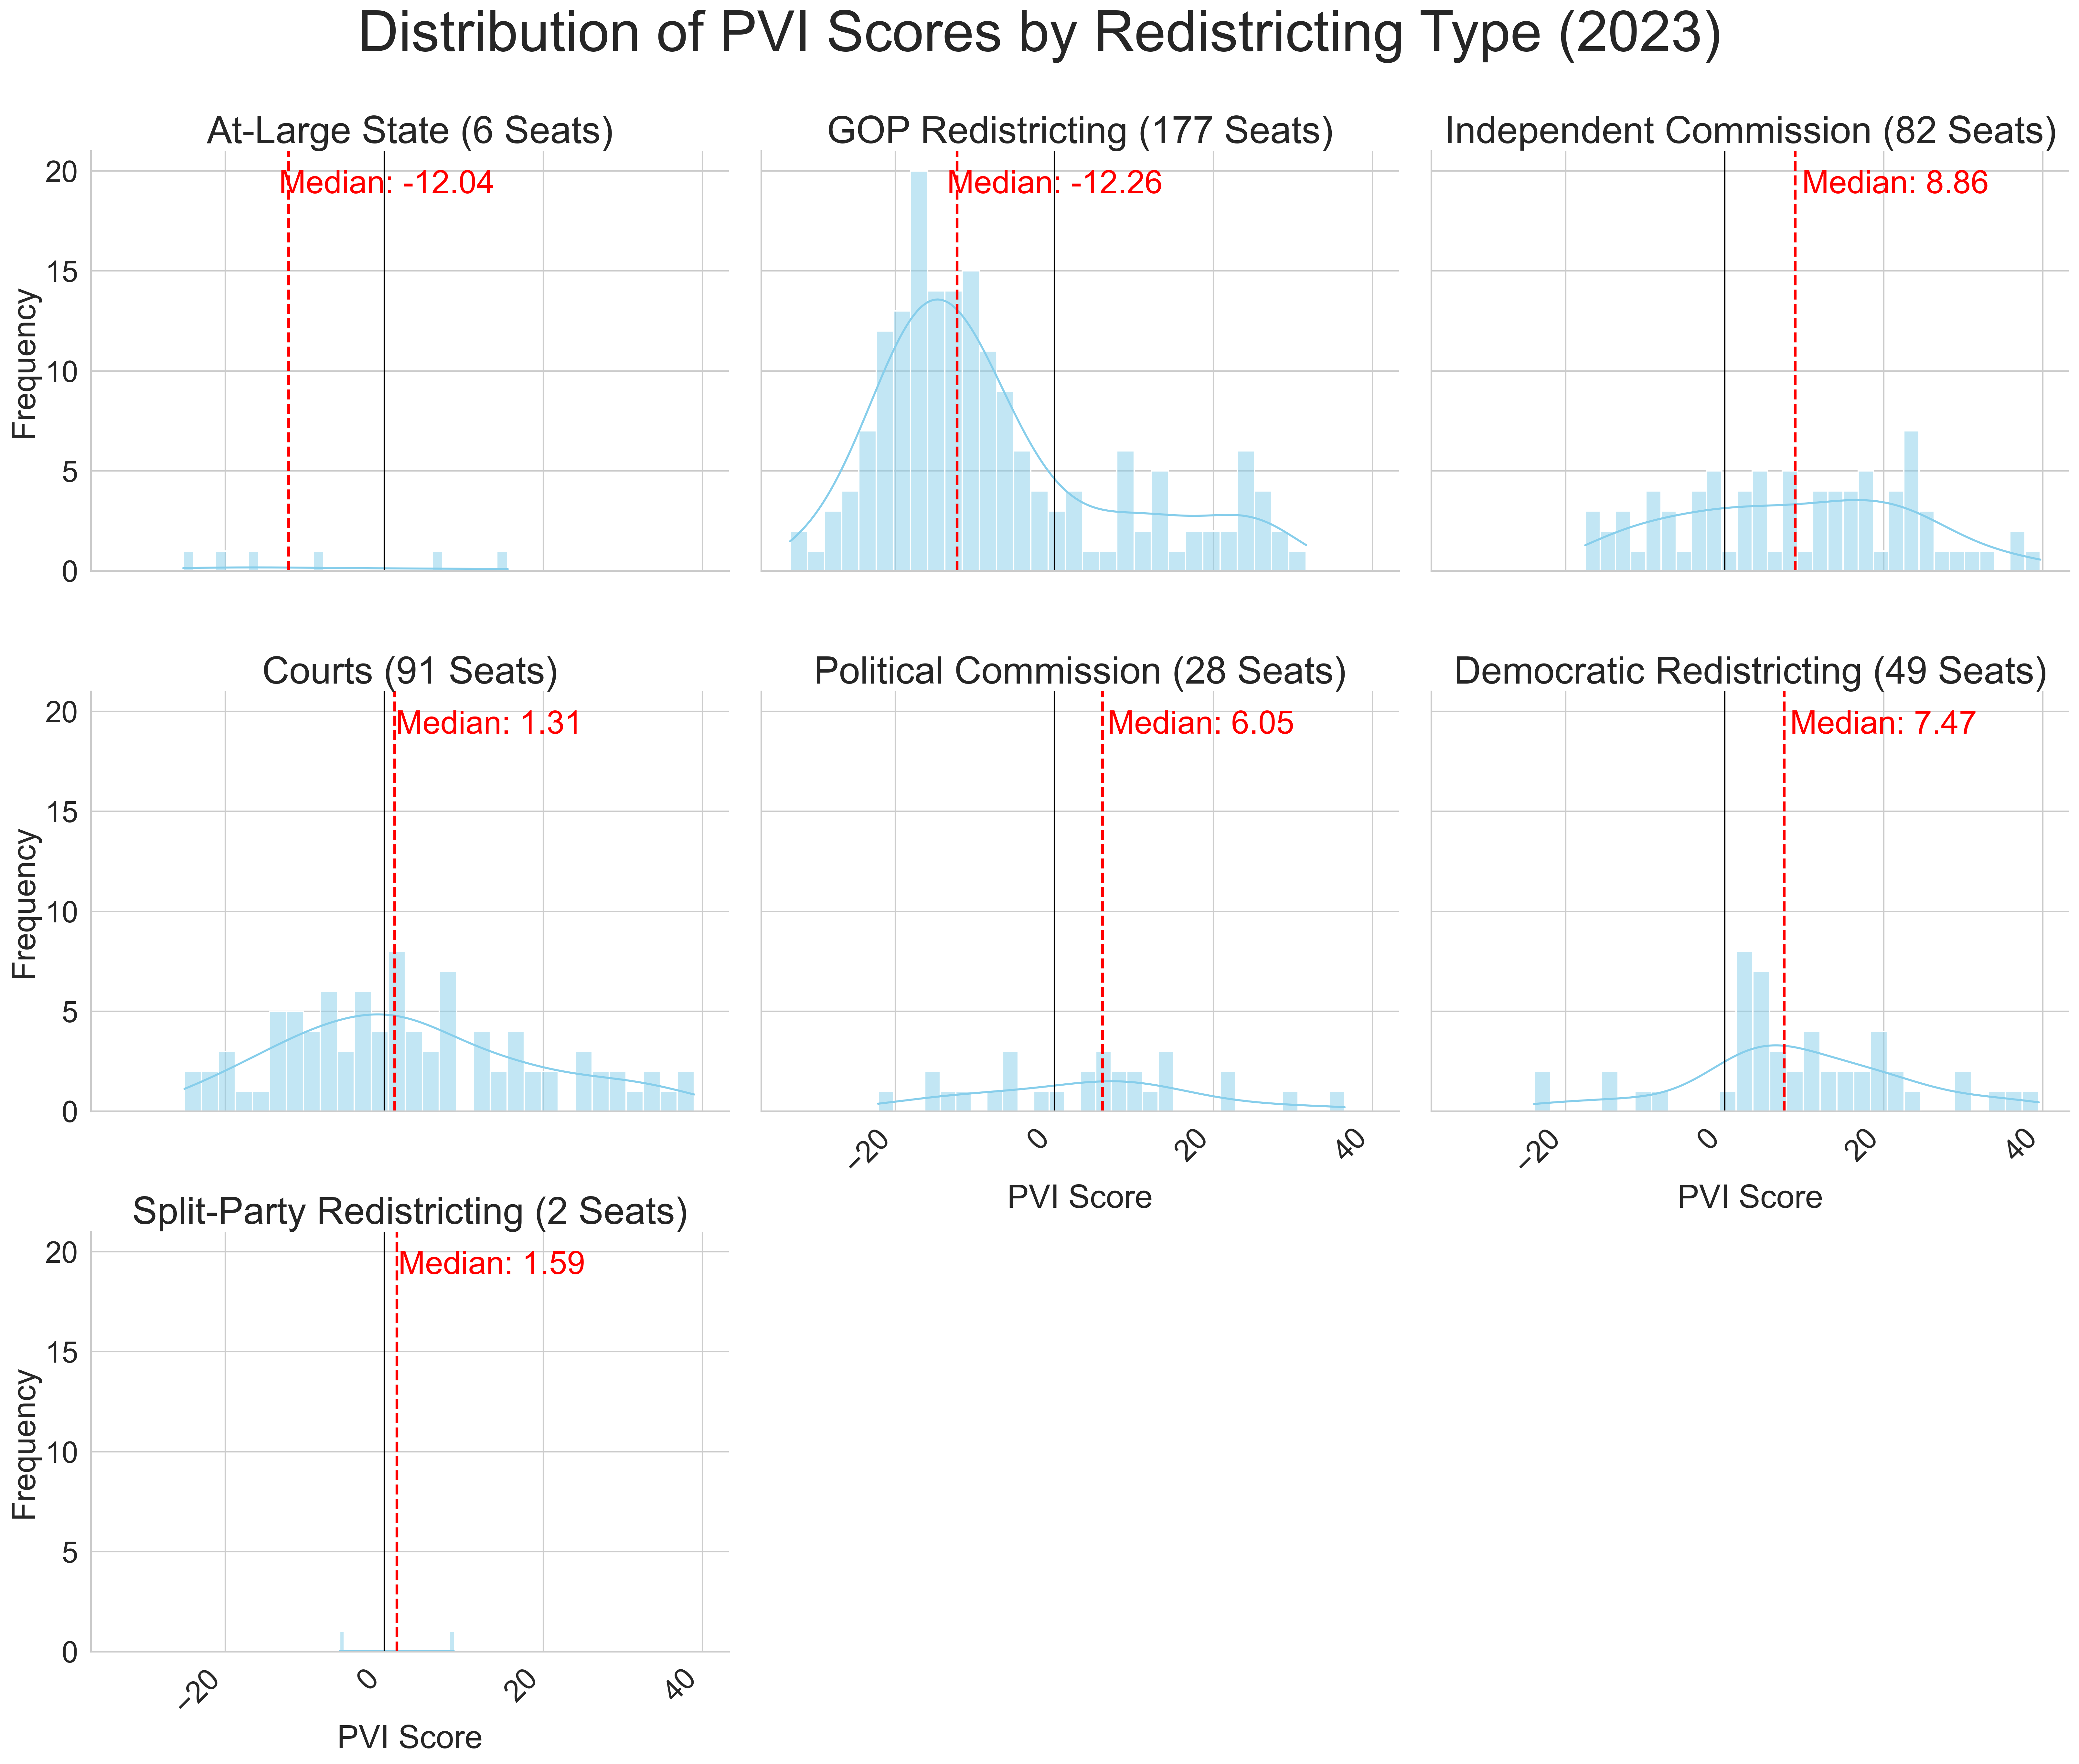 Distribution of PVI Scores by Redistricting Type (2023)
At-Large State (6 Seats)
GOP Redistricting (177 Seats)
Independent Commission (82 Seats)
Median: -12.04
Median: -12.26
Median: 8.86
20
15
10
5
0
Frequency
Courts (91 Seats)
Political Commission (28 Seats)
Democratic Redistricting (49 Seats)
Median: 1.31
Median: 6.05
Median: 7.47
20
15
10
5
0
Frequency
−20 0 20 40
−20 0 20 40
PVI Score
PVI Score
Split-Party Redistricting (2 Seats)
Median: 1.59
20
15
10
5
0
Frequency
−20 0 20 40
PVI Score